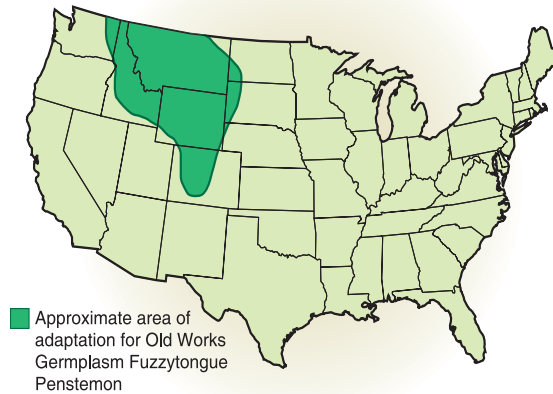 Approximate area of
adaptation for Old Works
Germplasm Fuzzytongue
Penstemon